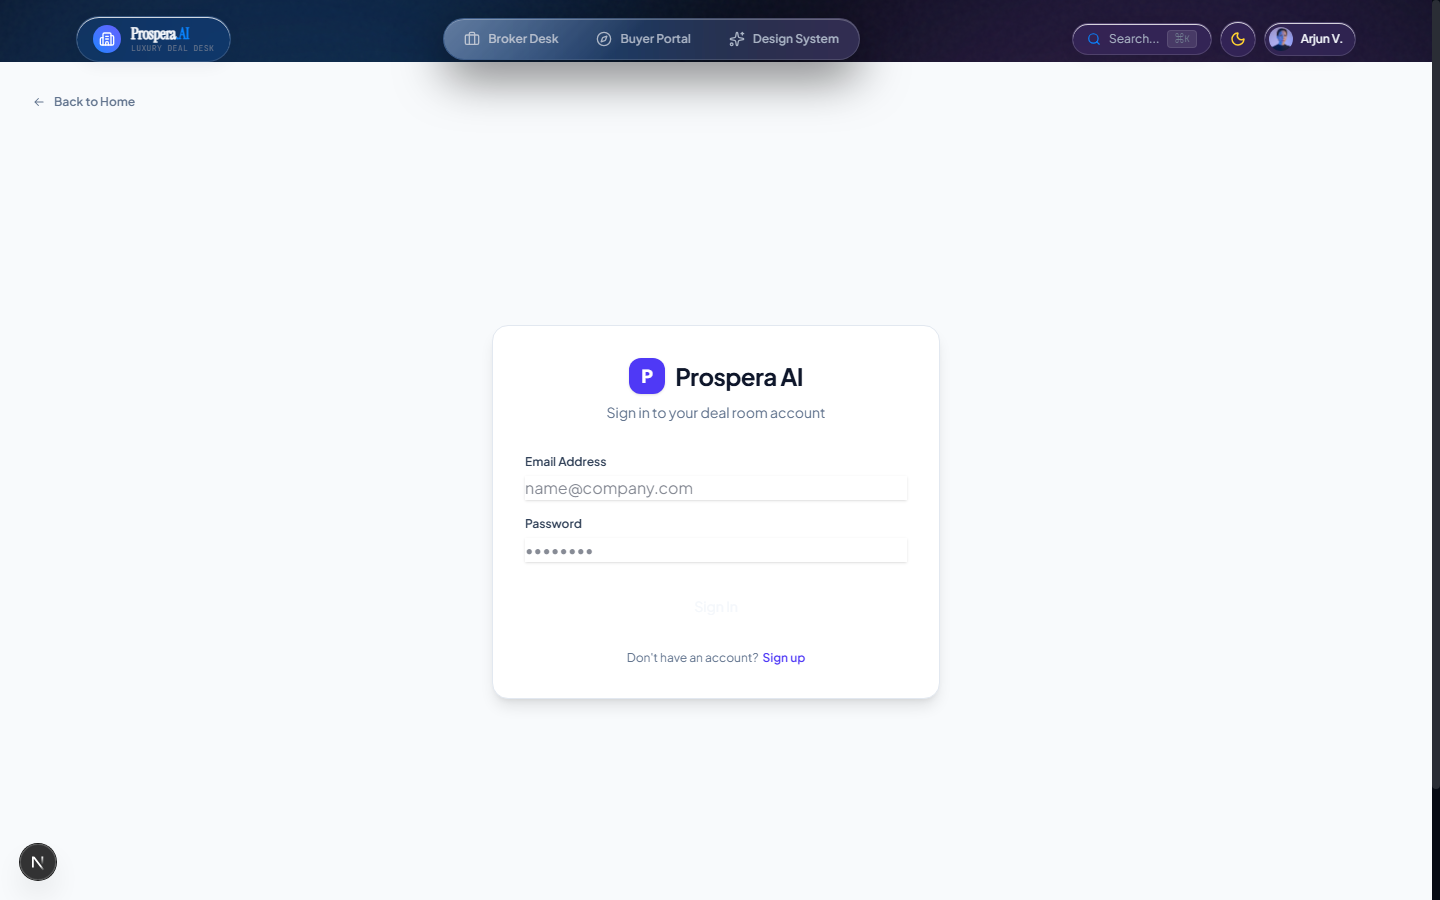 Prospera AI
LUXURY DEAL DESK
Broker Desk
Buyer Portal
Design System
Search...
⌘K
Arjun V.
← Back to Home
P
Prospera AI
Sign in to your deal room account
Email Address
name@company.com
Password
••••••••
Sign In
Don't have an account? Sign up
N